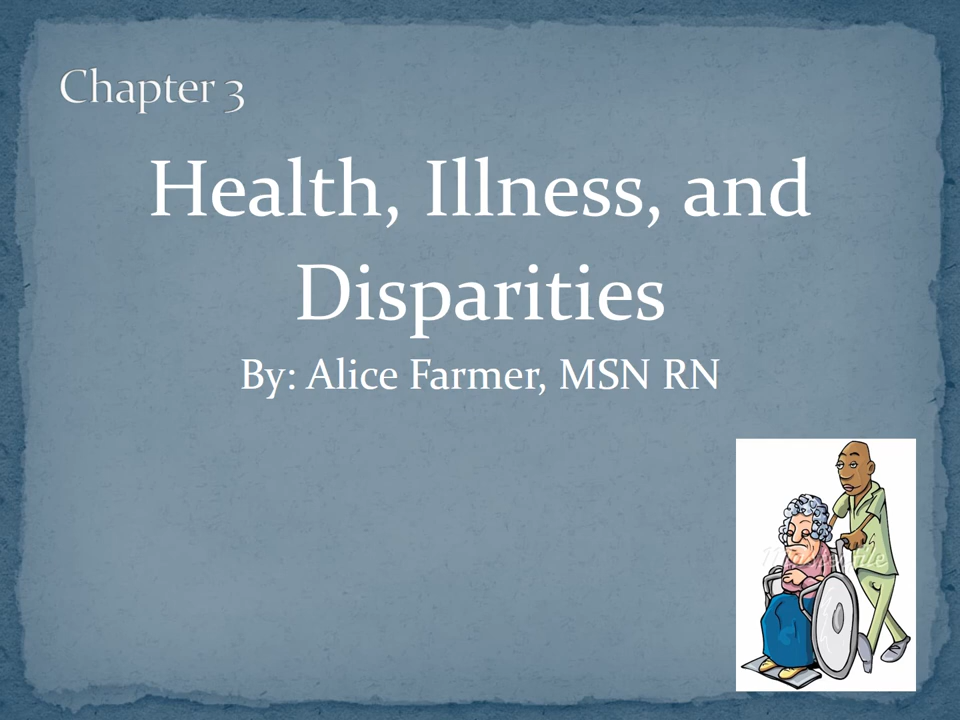 Chapter 3
Health, Illness, and
Disparities
By: Alice Farmer, MSN RN